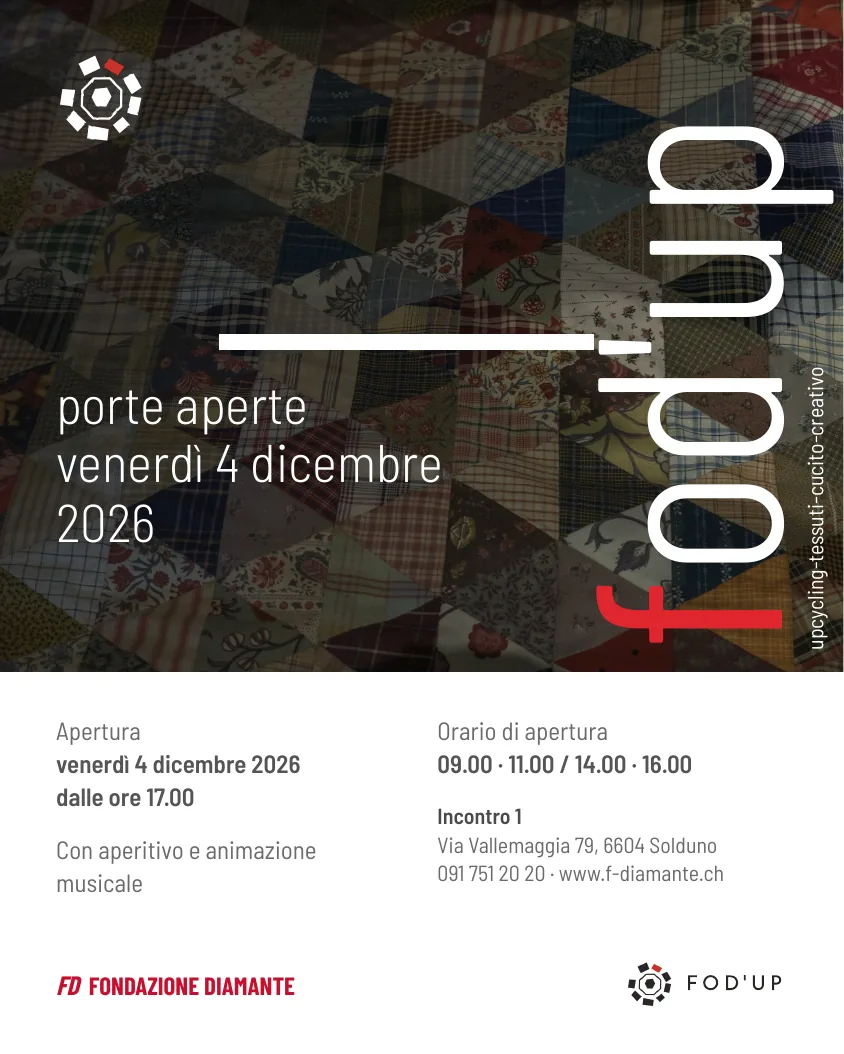 porte aperte
venerdì 4 dicembre
2026
fod'up
upcycling-tessuti-cucito-creativo
Apertura
venerdì 4 dicembre 2026
dalle ore 17.00
Con aperitivo e animazione
musicale
Orario di apertura
09.00 · 11.00 / 14.00 · 16.00
Incontro 1
Via Vallemaggia 79, 6604 Solduno
091 751 20 20 · www.f-diamante.ch
FD FONDAZIONE DIAMANTE
FOD'UP